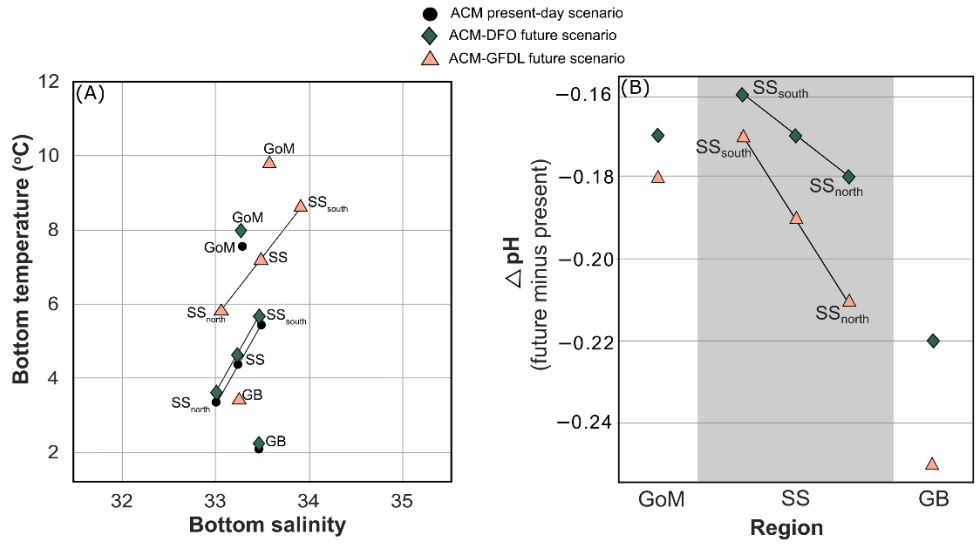 ACM present-day scenario
ACM-DFO future scenario
ACM-GFDL future scenario
(A)
Bottom temperature (°C)
12
10
8
6
4
2
GoM
GoM
GoM
SSsouth
SS
SSnorth
SSsouth
SS
SSnorth
GB
GB
32
33
34
35
Bottom salinity
(B)
△ pH
(future minus present)
−0.16
−0.18
−0.20
−0.22
−0.24
SSsouth
SSsouth
SSnorth
SSnorth
GoM
SS
GB
Region